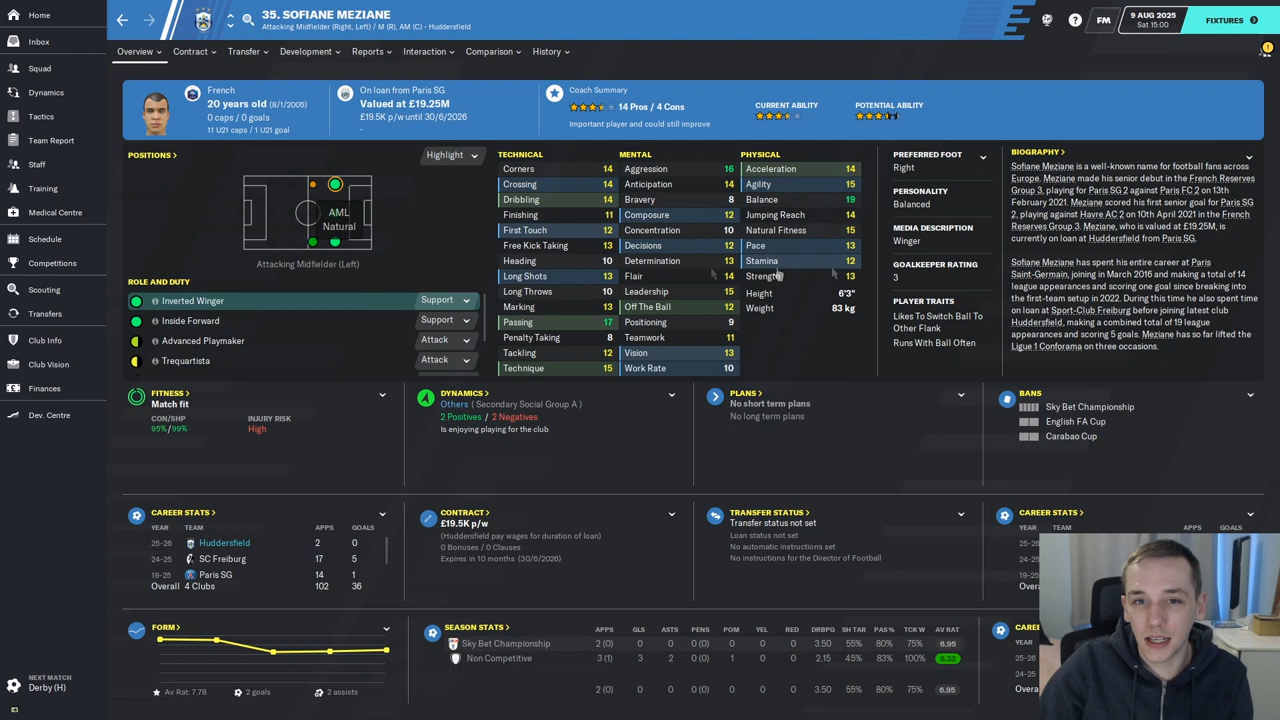 35. SOFIANE MEZIANE
Attacking Midfielder (Right, Left) / M (R), AM (C) - Huddersfield
FM
9 AUG 2025
Sat 15:00
FIXTURES
1
Home
Inbox
Squad
Dynamics
Tactics
Team Report
Staff
Training
Medical Centre
Schedule
Competitions
Scouting
Transfers
Club Info
Club Vision
Finances
Dev. Centre
NEXT MATCH
Derby (H)
Overview
Contract
Transfer
Development
Reports
Interaction
Comparison
History
French
20 years old (8/1/2005)
0 caps / 0 goals
11 U21 caps / 1 U21 goal
On loan from Paris SG
Valued at £19.25M
£19.5K p/w until 30/6/2026
-
Coach Summary
14 Pros / 4 Cons
Important player and could still improve
CURRENT ABILITY
POTENTIAL ABILITY
POSITIONS
Highlight
AML
Natural
Attacking Midfielder (Left)
ROLE AND DUTY
Inverted Winger Support
Inside Forward Support
Advanced Playmaker Attack
Trequartista Attack
TECHNICAL
Corners 14
Crossing 14
Dribbling 14
Finishing 11
First Touch 12
Free Kick Taking 13
Heading 10
Long Shots 13
Long Throws 10
Marking 13
Passing 17
Penalty Taking 8
Tackling 12
Technique 15
MENTAL
Aggression 16
Anticipation 14
Bravery 8
Composure 12
Concentration 10
Decisions 12
Determination 13
Flair 14
Leadership 15
Off The Ball 12
Positioning 9
Teamwork 11
Vision 13
Work Rate 10
PHYSICAL
Acceleration 14
Agility 15
Balance 19
Jumping Reach 14
Natural Fitness 15
Pace 13
Stamina 12
Strength 13
Height 6'3"
Weight 83 kg
PREFERRED FOOT
Right
PERSONALITY
Balanced
MEDIA DESCRIPTION
Winger
GOALKEEPER RATING
3
PLAYER TRAITS
Likes To Switch Ball To
Other Flank
Runs With Ball Often
BIOGRAPHY
Sofiane Meziane is a well-known name for football fans across
Europe. Meziane made his senior debut in the French Reserves
Group 3, playing for Paris SG 2 against Paris FC 2 on 13th
February 2021. Meziane scored his first senior goal for Paris SG
2, playing against Havre AC 2 on 10th April 2021 in the French
Reserves Group 3. Meziane, who is valued at £19.25M, is
currently on loan at Huddersfield from Paris SG.
Sofiane Meziane has spent his entire career at Paris
Saint-Germain, joining in March 2016 and making a total of 14
league appearances and scoring one goal since breaking into
the first-team setup in 2022. During this time he also spent time
on loan at Sport-Club Freiburg before joining latest club
Huddersfield, making a combined total of 19 league
appearances and scoring 5 goals. Meziane has so far lifted the
Ligue 1 Conforama on three occasions.
FITNESS
Match fit
CON/SHP
95%/99%
INJURY RISK
High
DYNAMICS
Others ( Secondary Social Group A )
2 Positives / 2 Negatives
Is enjoying playing for the club
PLANS
No short term plans
No long term plans
BANS
Sky Bet Championship
English FA Cup
Carabao Cup
CAREER STATS
YEAR TEAM APPS GOALS
25-26 Huddersfield 2 0
24-25 SC Freiburg 17 5
19-25 Paris SG 14 1
Overall 4 Clubs 102 36
CONTRACT
£19.5K p/w
(Huddersfield pay wages for duration of loan)
0 Bonuses / 0 Clauses
Expires in 10 months (30/6/2026)
TRANSFER STATUS
Transfer status not set
Loan status not set
No automatic instructions set
No instructions for the Director of Football
CAREER STATS
YEAR TEAM APPS GOALS
25-26
24-25
19-25
Overa
FORM
Av Rat: 7.78
2 goals
2 assists
SEASON STATS
APPS GLS ASTS PENS POM YEL RED DRBPG SH TAR PAS % TCK W AV RAT
Sky Bet Championship 2 (0) 0 0 0 (0) 0 0 0 3.50 55% 80% 75% 6.95
Non Competitive 3 (1) 3 2 0 (0) 1 0 0 2.15 45% 83% 100% 8.32
2 (0) 0 0 0 (0) 0 0 0 3.50 55% 80% 75% 6.95
CAREE
YEAR
25-26
24-25
Overa